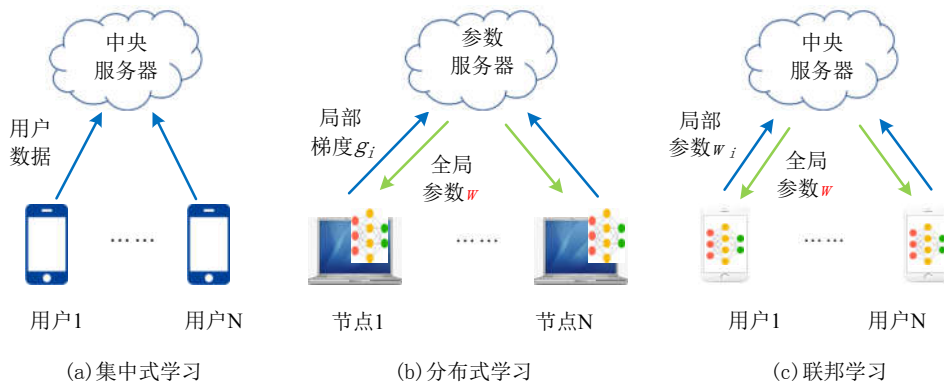 中央
服务器
用户
数据
……
用户1
用户N
(a)集中式学习
参数
服务器
局部
梯度gᵢ
全局
参数w
……
节点1
节点N
(b)分布式学习
中央
服务器
局部
参数wᵢ
全局
参数w
……
用户1
用户N
(c)联邦学习